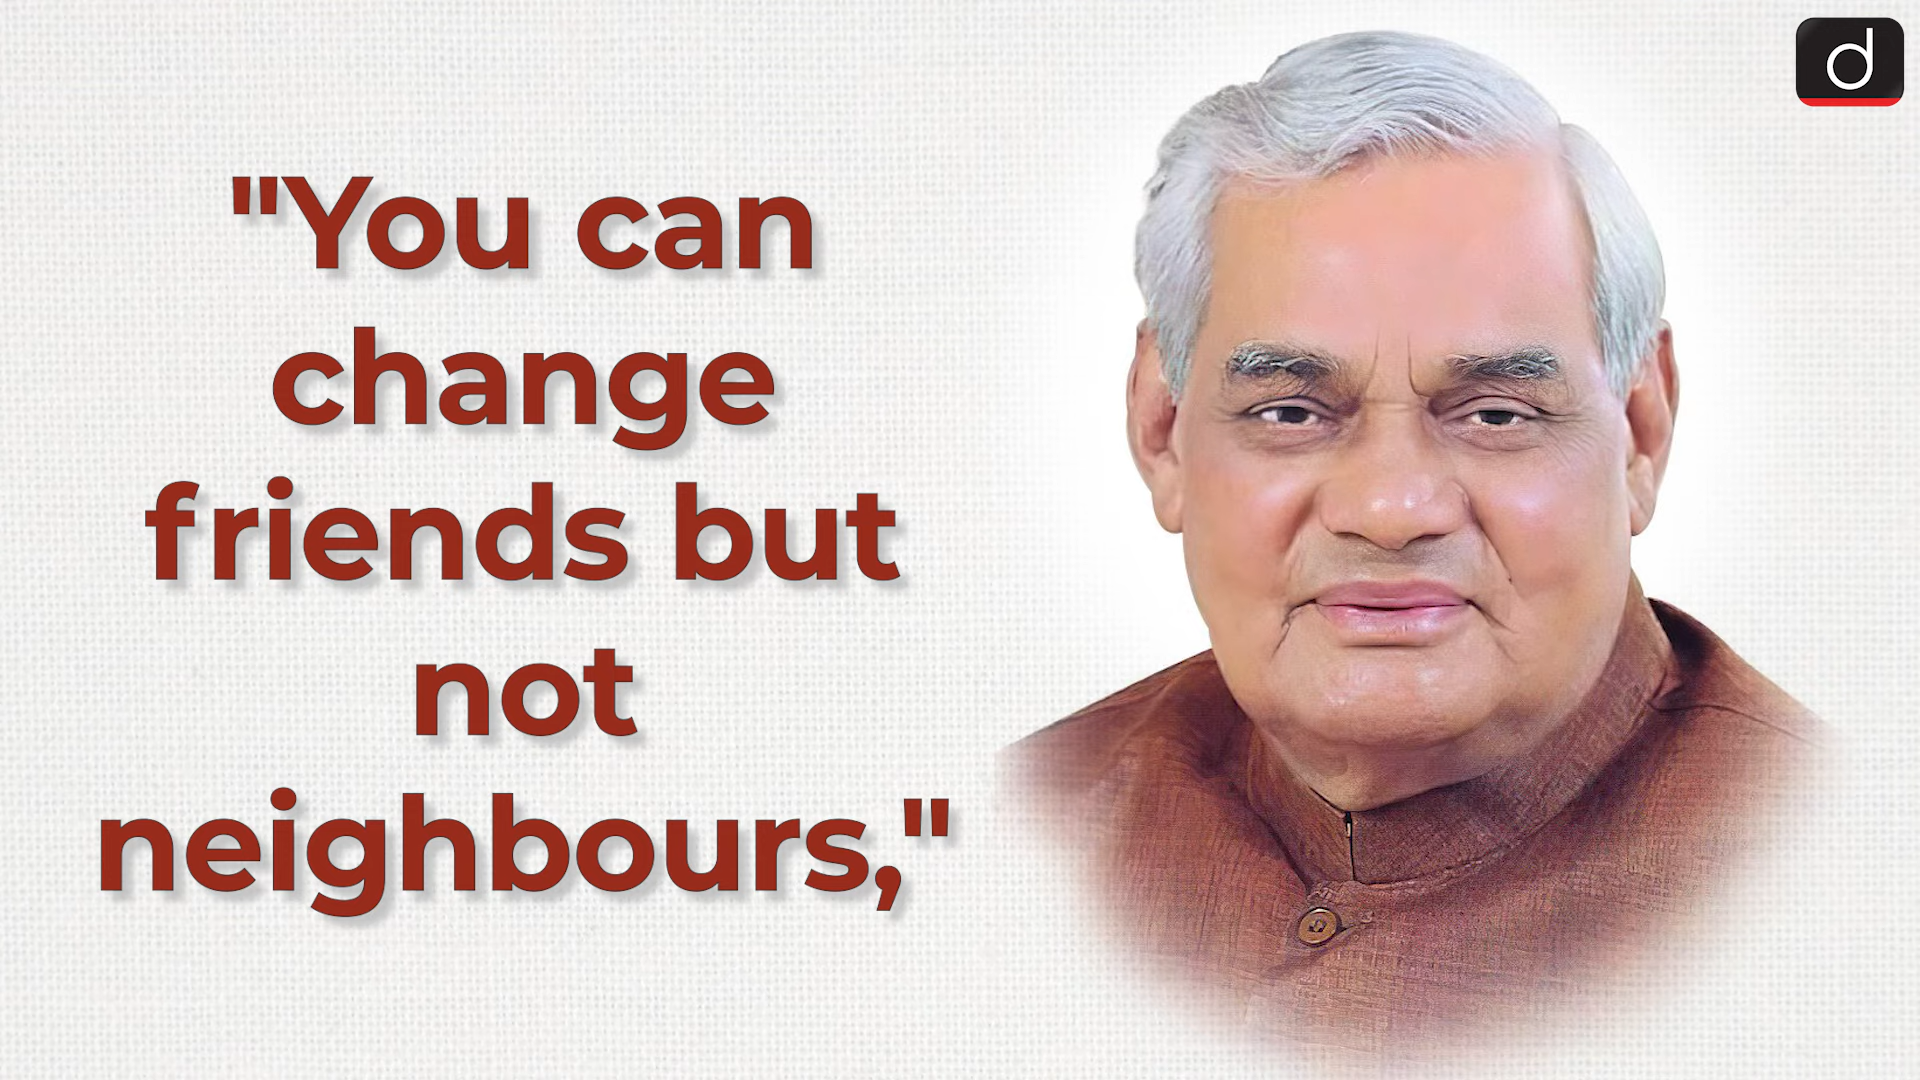 "You can
change
friends but
not
neighbours,"
d